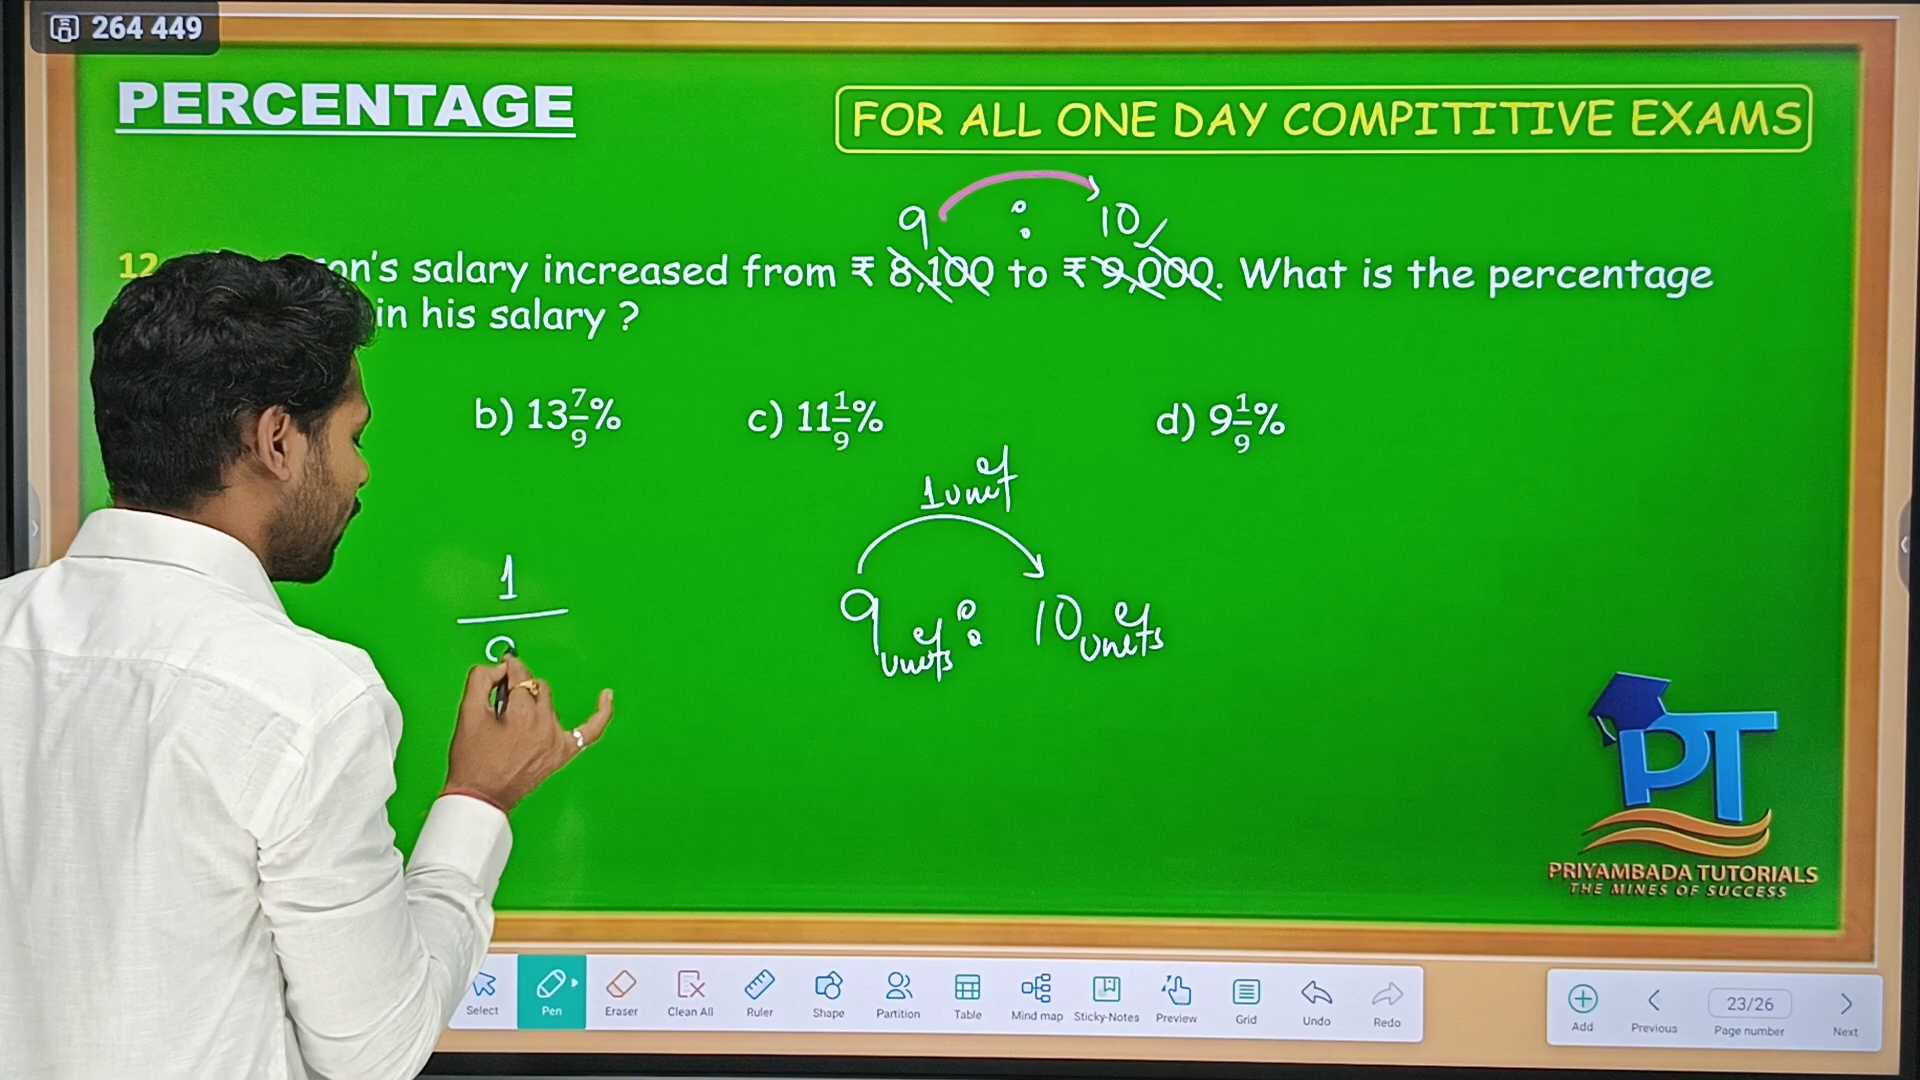 264 449
PERCENTAGE
FOR ALL ONE DAY COMPITITIVE EXAMS
9 : 10
12 on's salary increased from ₹ 8,100 to ₹ 9,000. What is the percentage
in his salary ?
b) 13 7/9% c) 11 1/9% d) 9 1/9%
1 unit
1
9 units : 10 units
PT
PRIYAMBADA TUTORIALS
THE MINES OF SUCCESS
Select Pen Eraser Clean All Ruler Shape Partition Table Mind map Sticky-Notes Preview Grid Undo Redo
Add Previous 23/26 Page number Next